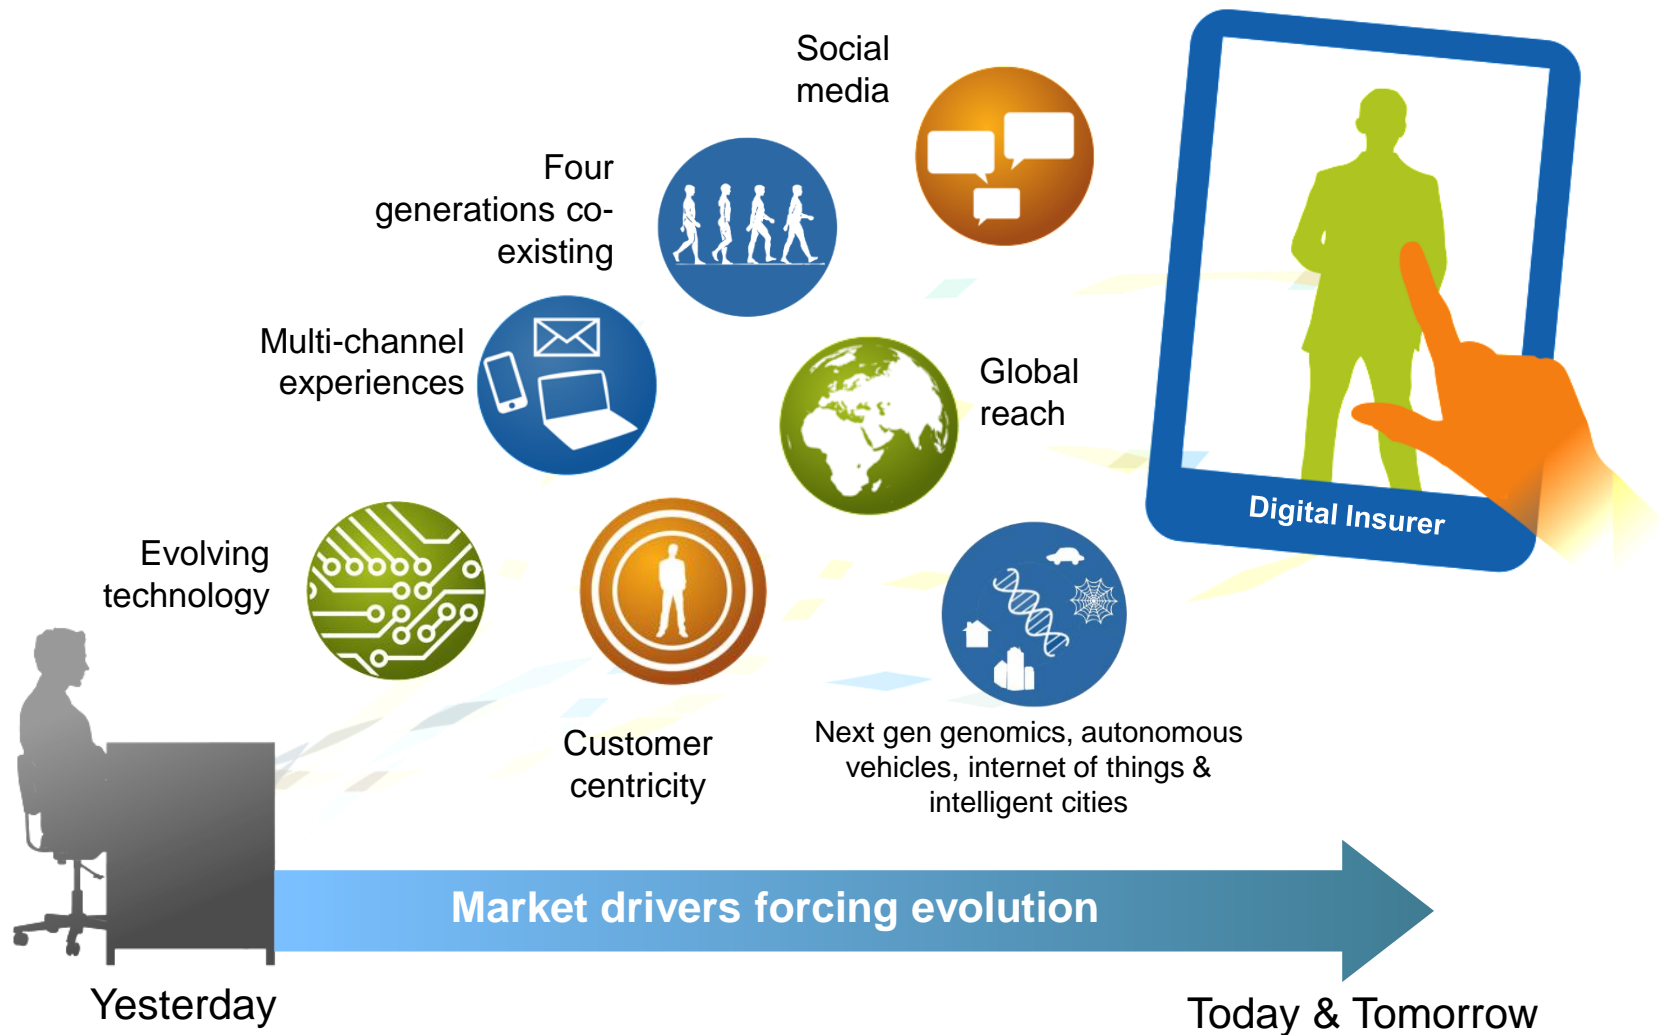 Social
media
Four
generations co-
existing
Multi-channel
experiences
Global
reach
Digital Insurer
Evolving
technology
Customer
centricity
Next gen genomics, autonomous
vehicles, internet of things &
intelligent cities
Market drivers forcing evolution
Yesterday
Today & Tomorrow